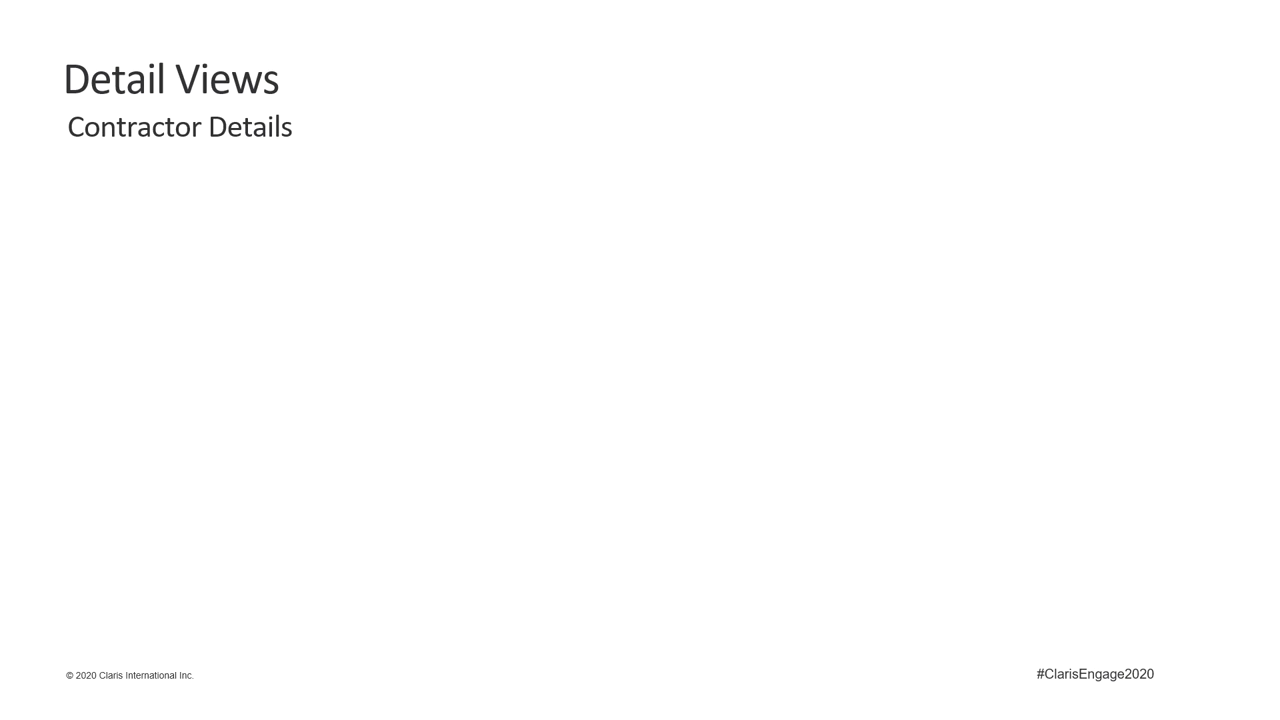 Detail Views
Contractor Details
© 2020 Claris International Inc.
#ClarisEngage2020